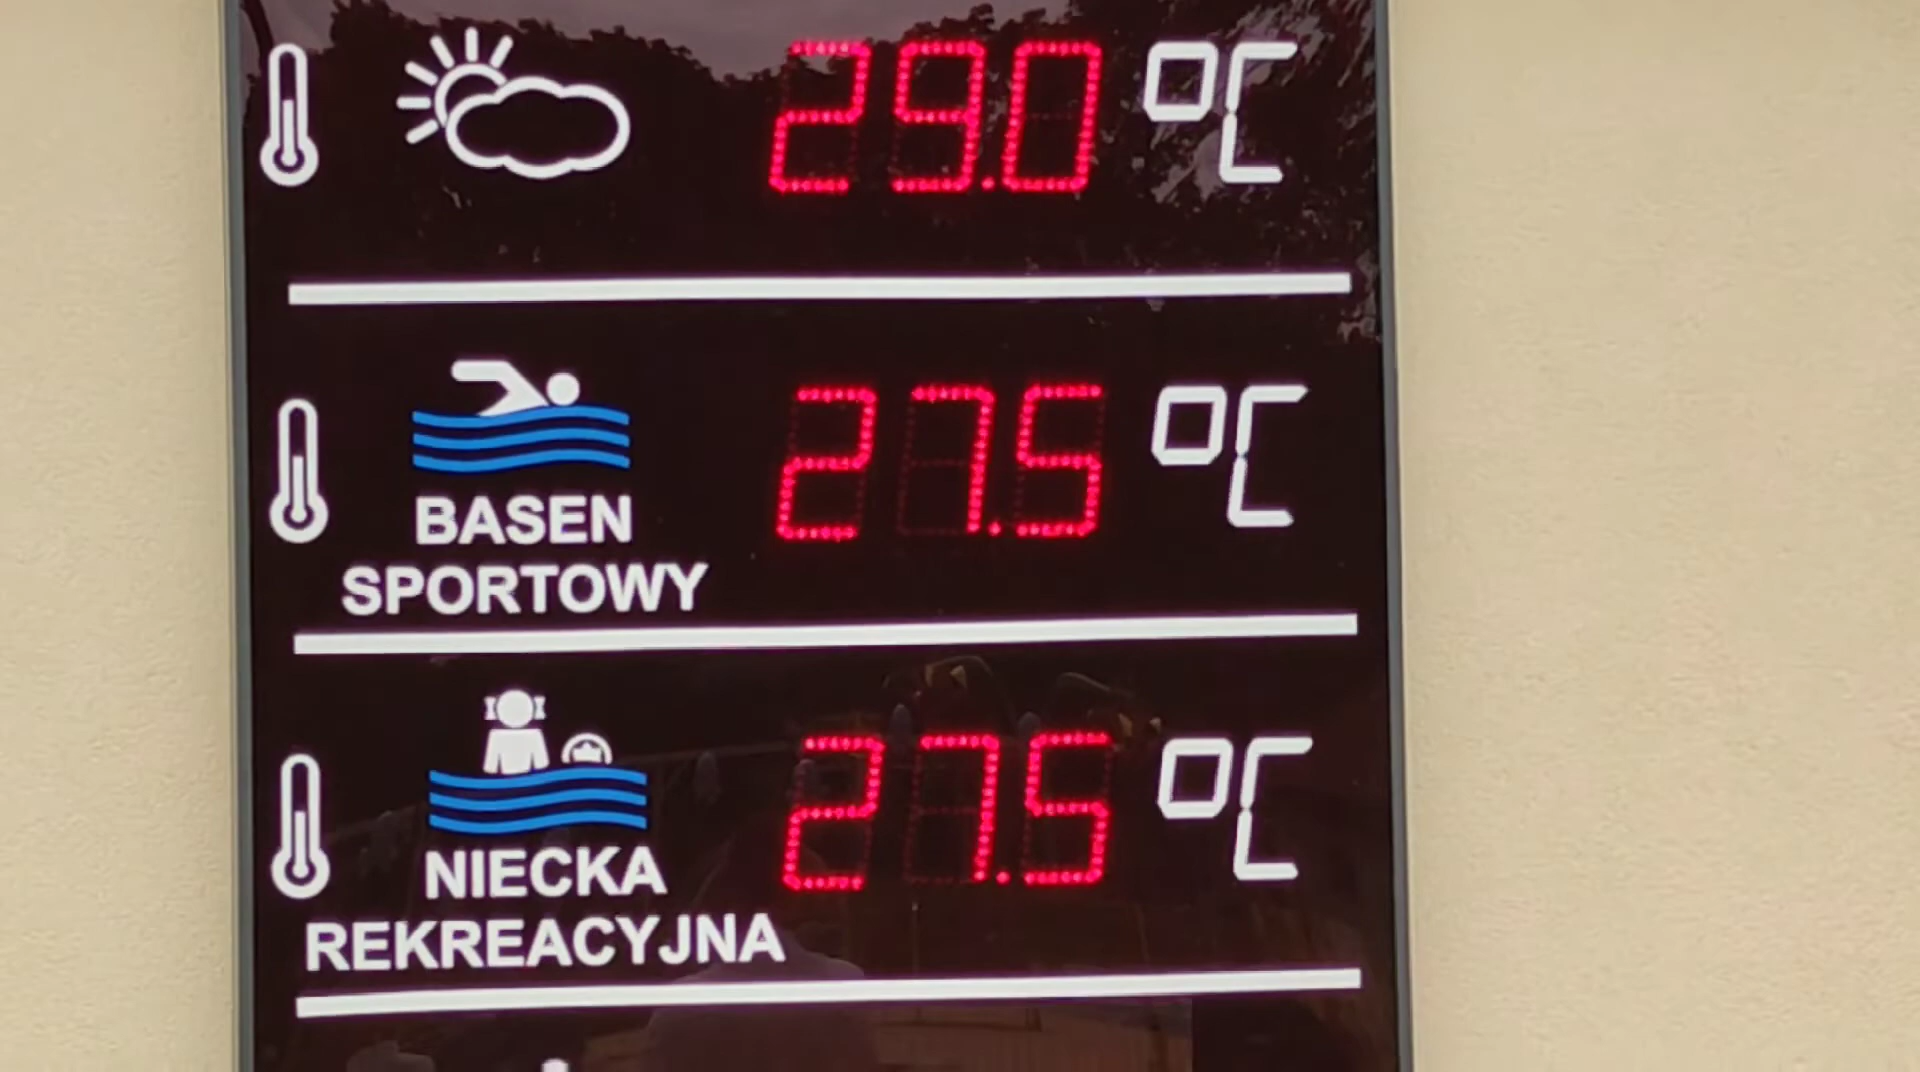 29.0 °C
27.5 °C
BASEN
SPORTOWY
27.5 °C
NIECKA
REKREACYJNA